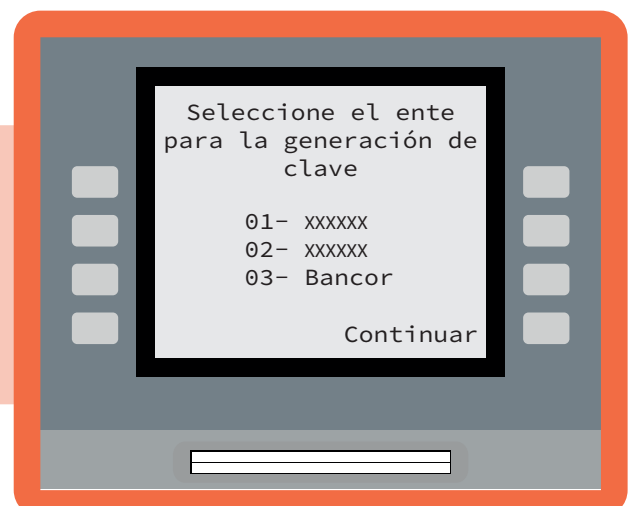 Seleccione el ente
para la generación de
clave
01- XXXXXX
02- XXXXXX
03- Bancor
Continuar